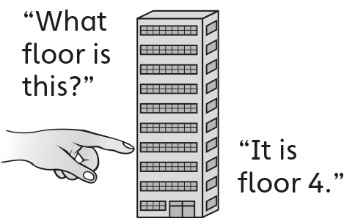 “What
floor is
this?”
“It is
floor 4.”